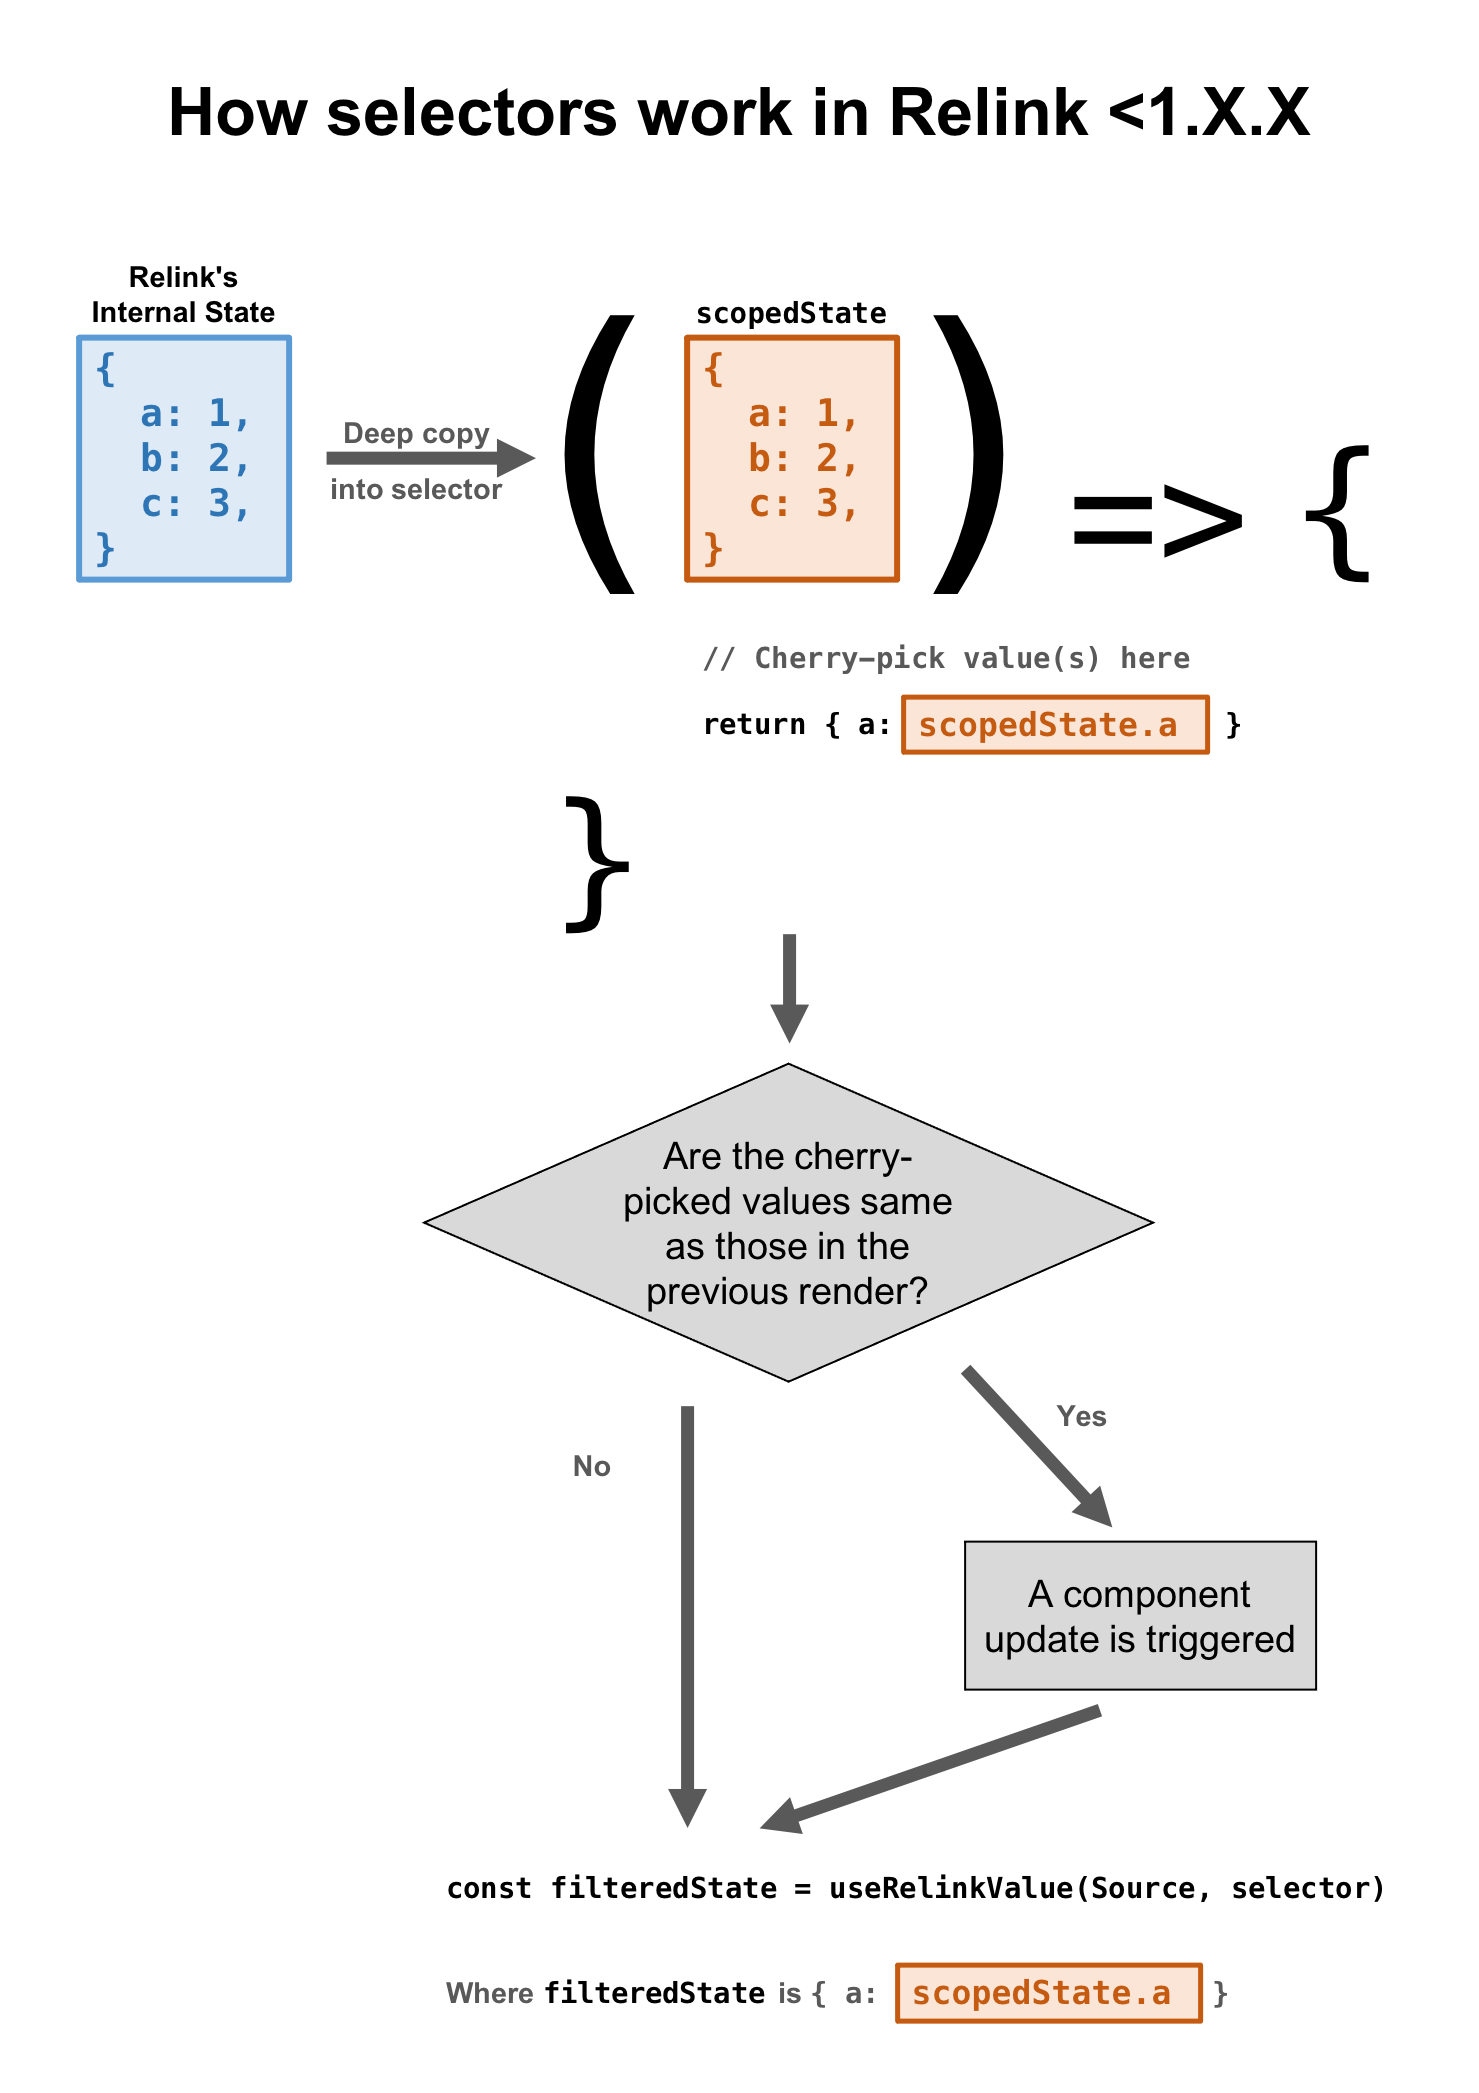 How selectors work in Relink <1.X.X
Relink's
Internal State
{
a: 1,
b: 2,
c: 3,
}
Deep copy
into selector
(
scopedState
{
a: 1,
b: 2,
c: 3,
}
) => {
// Cherry-pick value(s) here
return { a: scopedState.a }
}
Are the cherry-
picked values same
as those in the
previous render?
No
Yes
A component
update is triggered
const filteredState = useRelinkValue(Source, selector)
Where filteredState is { a: scopedState.a }